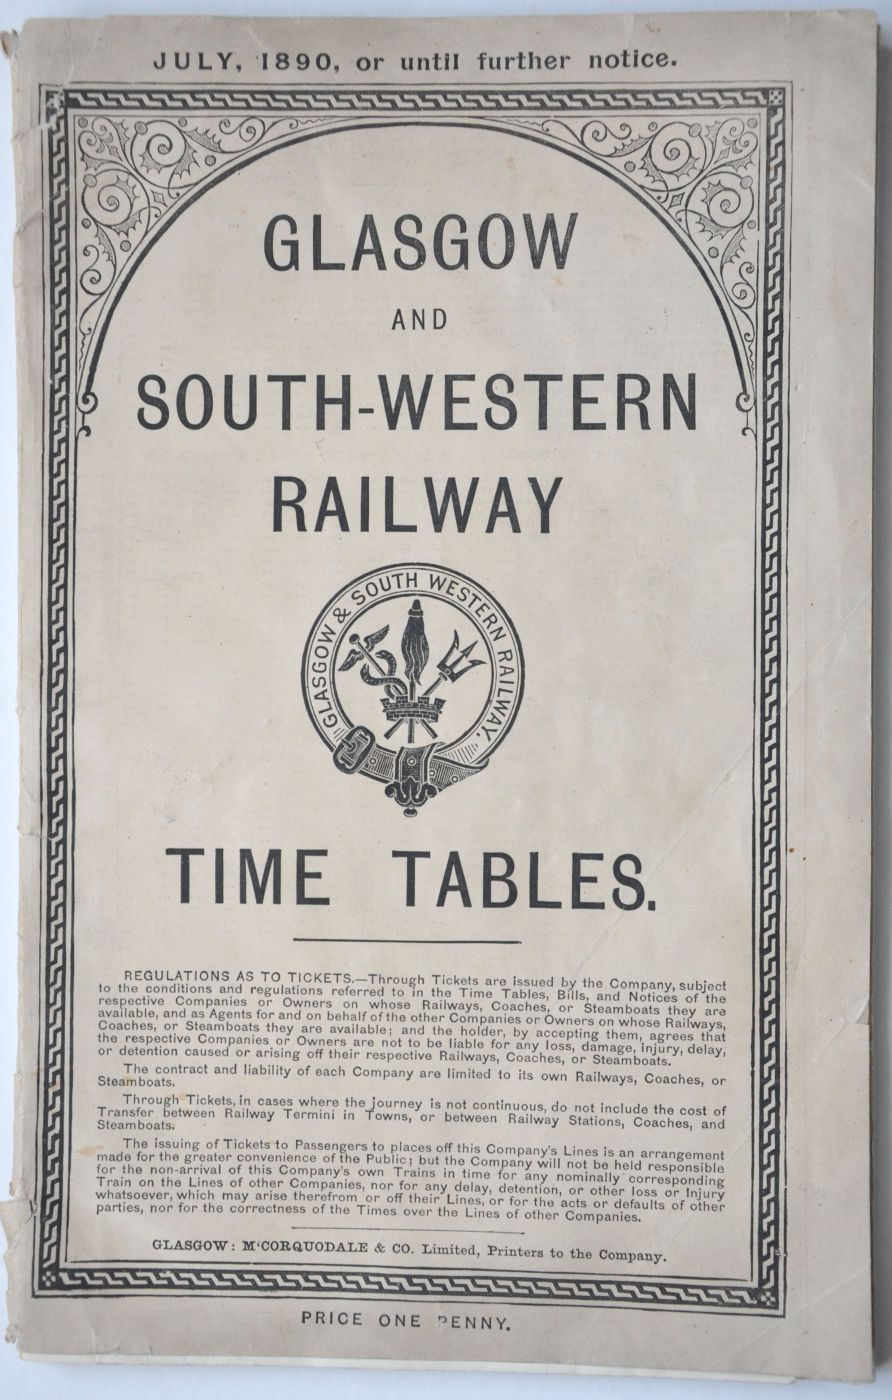 JULY, 1890, or until further notice.
GLASGOW
AND
SOUTH-WESTERN
RAILWAY
GLASGOW & SOUTH WESTERN RAILWAY.
TIME TABLES.
REGULATIONS AS TO TICKETS.—Through Tickets are issued by the Company, subject
to the conditions and regulations referred to in the Time Tables, Bills, and Notices of the
respective Companies or Owners on whose Railways, Coaches, or Steamboats they are
available, and as Agents for and on behalf of the other Companies or Owners on whose Railways,
Coaches, or Steamboats they are available; and the holder, by accepting them, agrees that
the respective Companies or Owners are not to be liable for any loss, damage, injury, delay,
or detention caused or arising off their respective Railways, Coaches, or Steamboats.
The contract and liability of each Company are limited to its own Railways, Coaches, or
Steamboats.
Through Tickets, in cases where the journey is not continuous, do not include the cost of
Transfer between Railway Termini in Towns, or between Railway Stations, Coaches, and
Steamboats.
The issuing of Tickets to Passengers to places off this Company's Lines is an arrangement
made for the greater convenience of the Public; but the Company will not be held responsible
for the non-arrival of this Company's own Trains in time for any nominally corresponding
Train on the Lines of other Companies, nor for any delay, detention, or other loss or Injury
whatsoever, which may arise therefrom or off their Lines, or for the acts or defaults of other
parties, nor for the correctness of the Times over the Lines of other Companies.
GLASGOW: M'CORQUODALE & CO. Limited, Printers to the Company.
PRICE ONE PENNY.